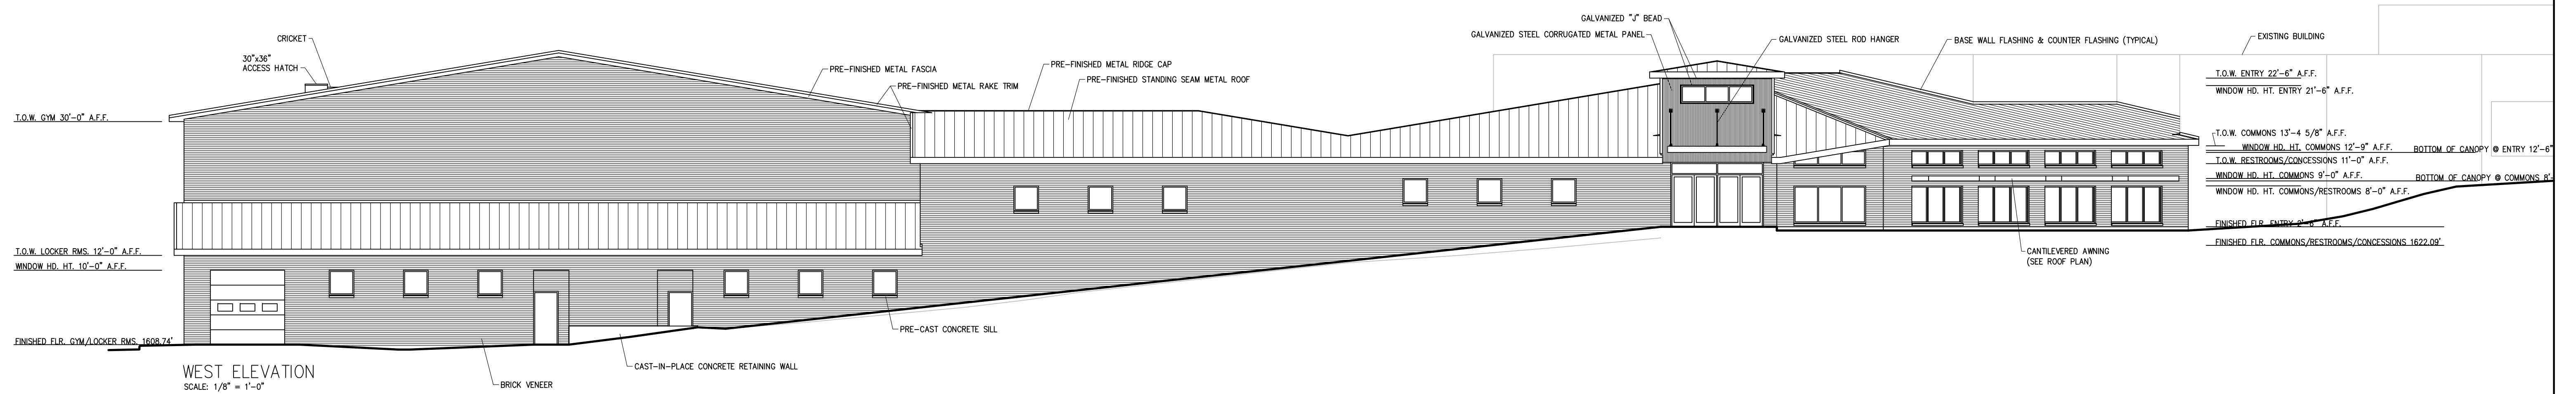 GALVANIZED "J" BEAD
GALVANIZED STEEL CORRUGATED METAL PANEL
GALVANIZED STEEL ROD HANGER
BASE WALL FLASHING & COUNTER FLASHING (TYPICAL)
EXISTING BUILDING
CRICKET
30"x36"
ACCESS HATCH
PRE-FINISHED METAL FASCIA
PRE-FINISHED METAL RAKE TRIM
PRE-FINISHED METAL RIDGE CAP
PRE-FINISHED STANDING SEAM METAL ROOF
T.O.W. ENTRY 22'-6" A.F.F.
WINDOW HD. HT. ENTRY 21'-6" A.F.F.
T.O.W. GYM 30'-0" A.F.F.
T.O.W. COMMONS 13'-4 5/8" A.F.F.
WINDOW HD. HT. COMMONS 12'-9" A.F.F.
BOTTOM OF CANOPY @ ENTRY 12'-6"
T.O.W. RESTROOMS/CONCESSIONS 11'-0" A.F.F.
WINDOW HD. HT. COMMONS 9'-0" A.F.F.
BOTTOM OF CANOPY @ COMMONS 8'-
WINDOW HD. HT. COMMONS/RESTROOMS 8'-0" A.F.F.
FINISHED FLR. ENTRY 2'-6" A.F.F.
FINISHED FLR. COMMONS/RESTROOMS/CONCESSIONS 1622.09'
T.O.W. LOCKER RMS. 12'-0" A.F.F.
WINDOW HD. HT. 10'-0" A.F.F.
CANTILEVERED AWNING
(SEE ROOF PLAN)
PRE-CAST CONCRETE SILL
FINISHED FLR. GYM/LOCKER RMS. 1608.74'
CAST-IN-PLACE CONCRETE RETAINING WALL
BRICK VENEER
WEST ELEVATION
SCALE: 1/8" = 1'-0"